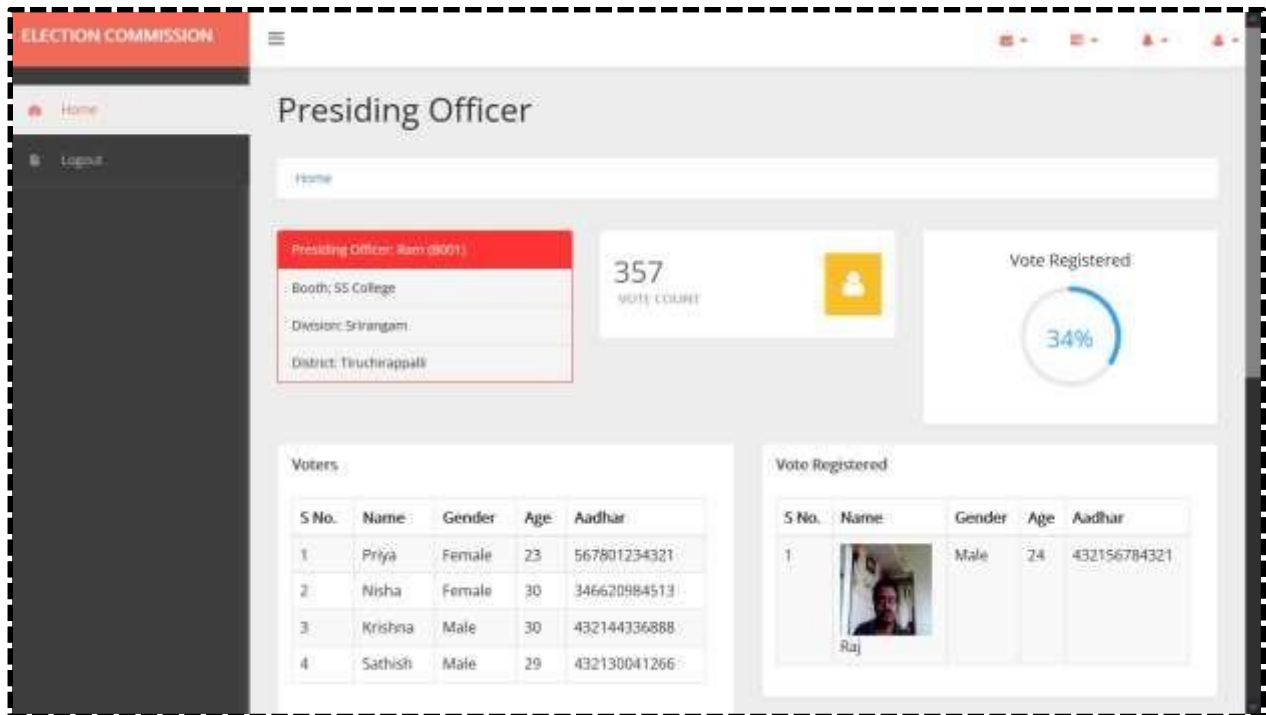 ELECTION COMMISSION
Home
Logout
Presiding Officer
Home
Presiding Officer: Ram (B001)
Booth: SS College
Division: Srirangam
District: Tiruchirappalli
357
VOTE COUNT
Vote Registered
34%
Voters
S No. Name Gender Age Aadhar
1 Priya Female 23 567801234321
2 Nisha Female 30 346620984513
3 Krishna Male 30 432144336888
4 Sathish Male 29 432130041266
Vote Registered
S No. Name Gender Age Aadhar
1 Male 24 432156784321
Raj